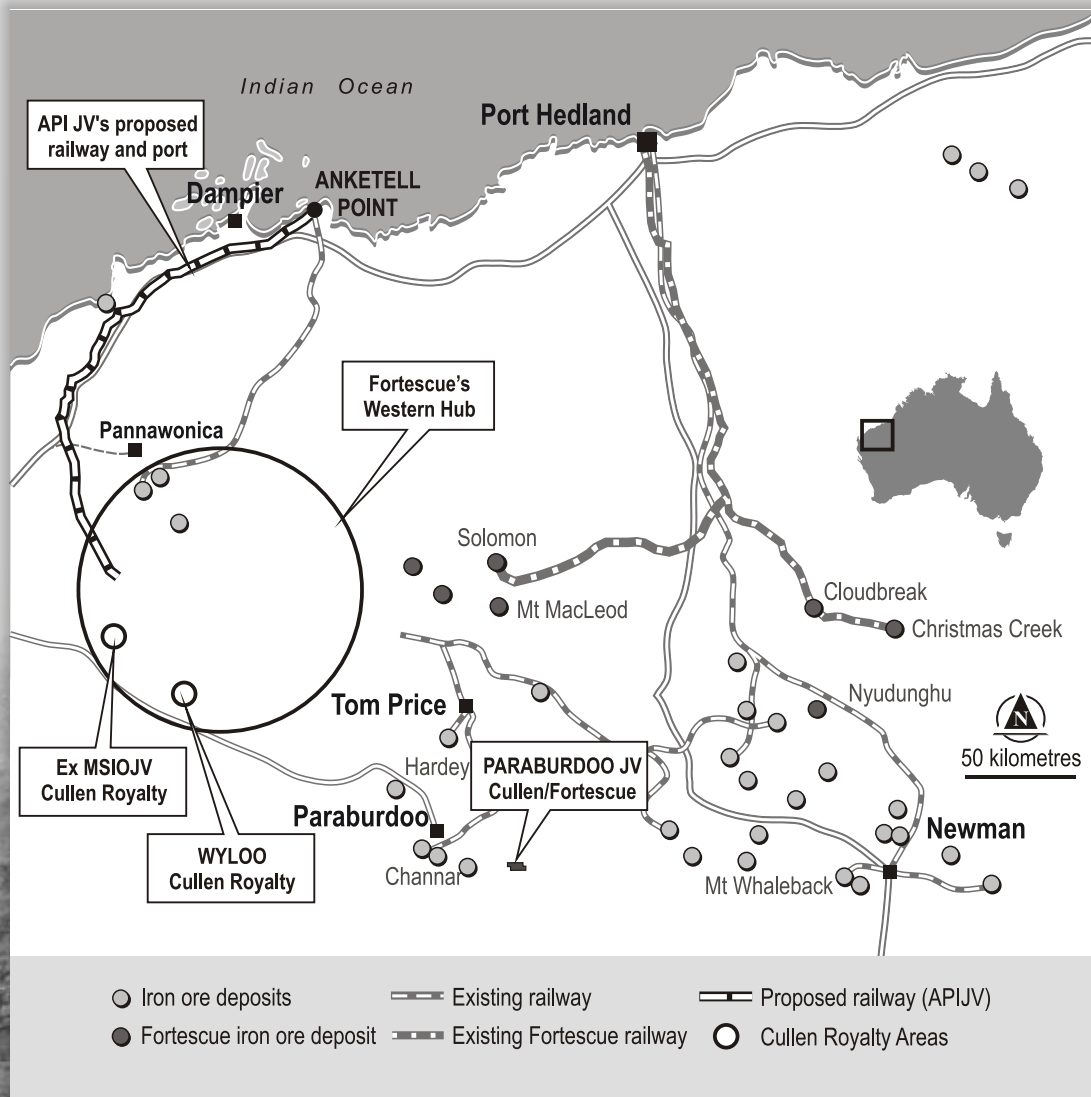 Indian Ocean
API JV's proposed
railway and port
Port Hedland
Dampier
ANKETELL
POINT
Fortescue's
Western Hub
Pannawonica
Solomon
Mt MacLeod
Cloudbreak
Christmas Creek
Nyudunghu
N
50 kilometres
Tom Price
Hardey
PARABURDOO JV
Cullen/Fortescue
Ex MSIOJV
Cullen Royalty
Paraburdoo
WYLOO
Cullen Royalty
Channar
Mt Whaleback
Newman
Iron ore deposits
Existing railway
Proposed railway (APIJV)
Fortescue iron ore deposit
Existing Fortescue railway
Cullen Royalty Areas